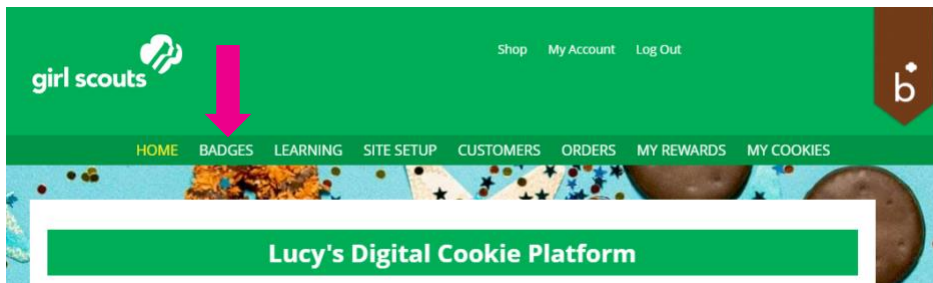 Shop My Account Log Out
girl scouts
b
HOME BADGES LEARNING SITE SETUP CUSTOMERS ORDERS MY REWARDS MY COOKIES
Lucy's Digital Cookie Platform